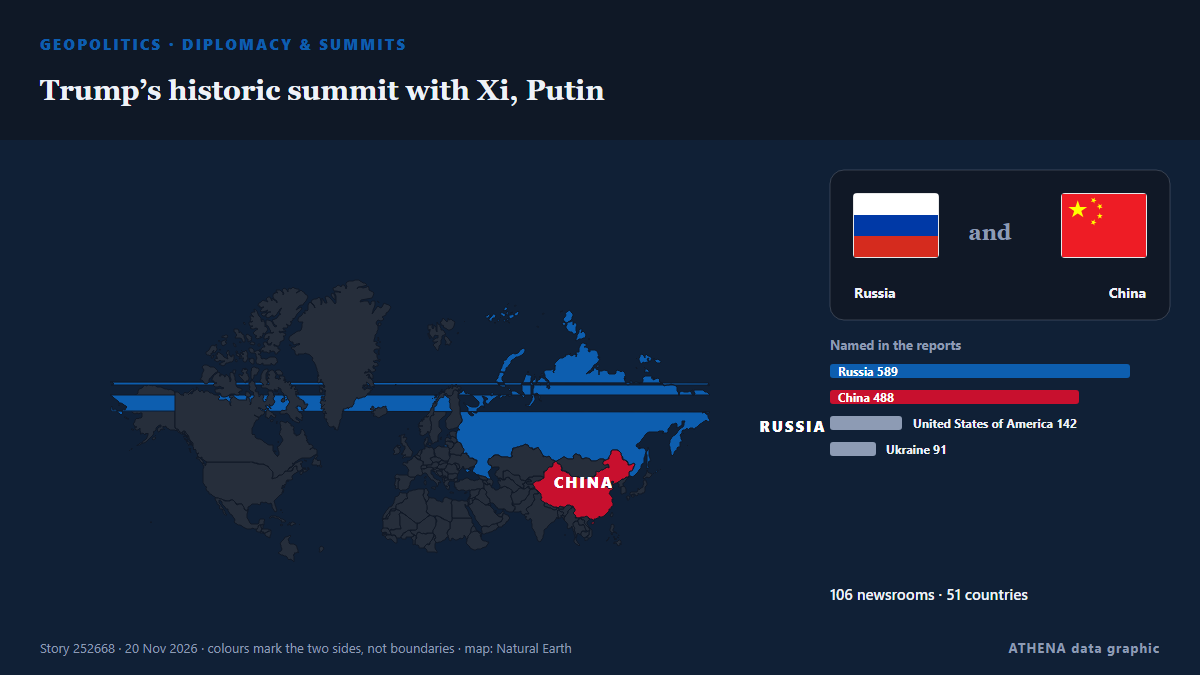 GEOPOLITICS · DIPLOMACY & SUMMITS
Trump’s historic summit with Xi, Putin
and
Russia
China
Named in the reports
Russia 589
China 488
United States of America 142
Ukraine 91
RUSSIA
CHINA
106 newsrooms · 51 countries
Story 252668 · 20 Nov 2026 · colours mark the two sides, not boundaries · map: Natural Earth
ATHENA data graphic